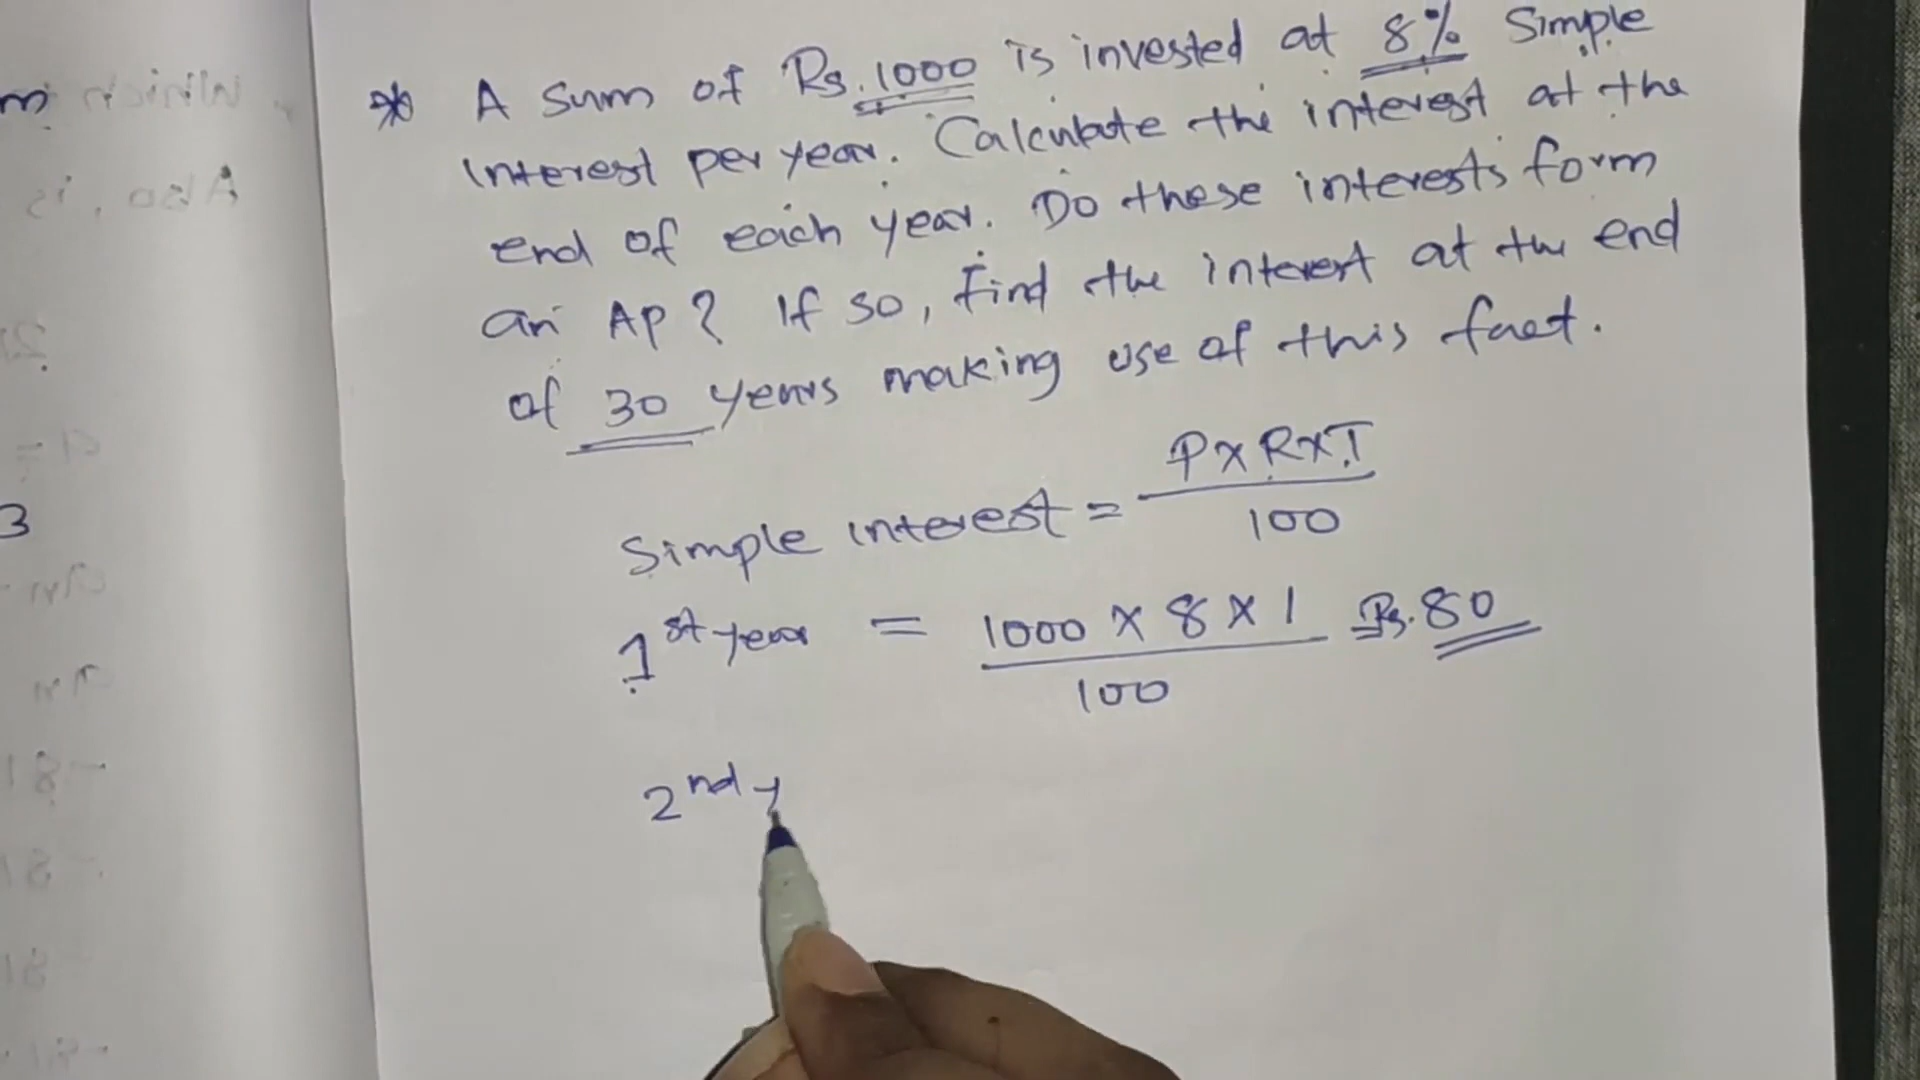 * A sum of Rs.1000 is invested at 8% simple
interest per year. Calculate the interest at the
end of each year. Do these interests form
an AP? If so, find the interest at the end
of 30 years making use of this fact.
Simple interest = P×R×T
100
1st year = 1000 × 8 × 1 Rs.80
100
2nd y
3